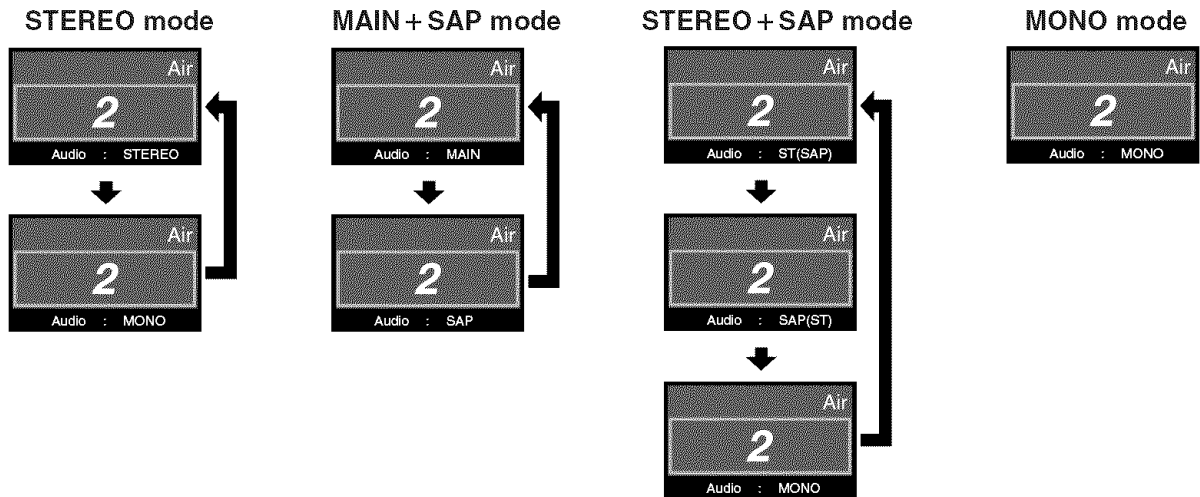 STEREO mode
Air
2
Audio : STEREO
Air
2
Audio : MONO
MAIN + SAP mode
Air
2
Audio : MAIN
Air
2
Audio : SAP
STEREO + SAP mode
Air
2
Audio : ST(SAP)
Air
2
Audio : SAP(ST)
Air
2
Audio : MONO
MONO mode
Air
2
Audio : MONO